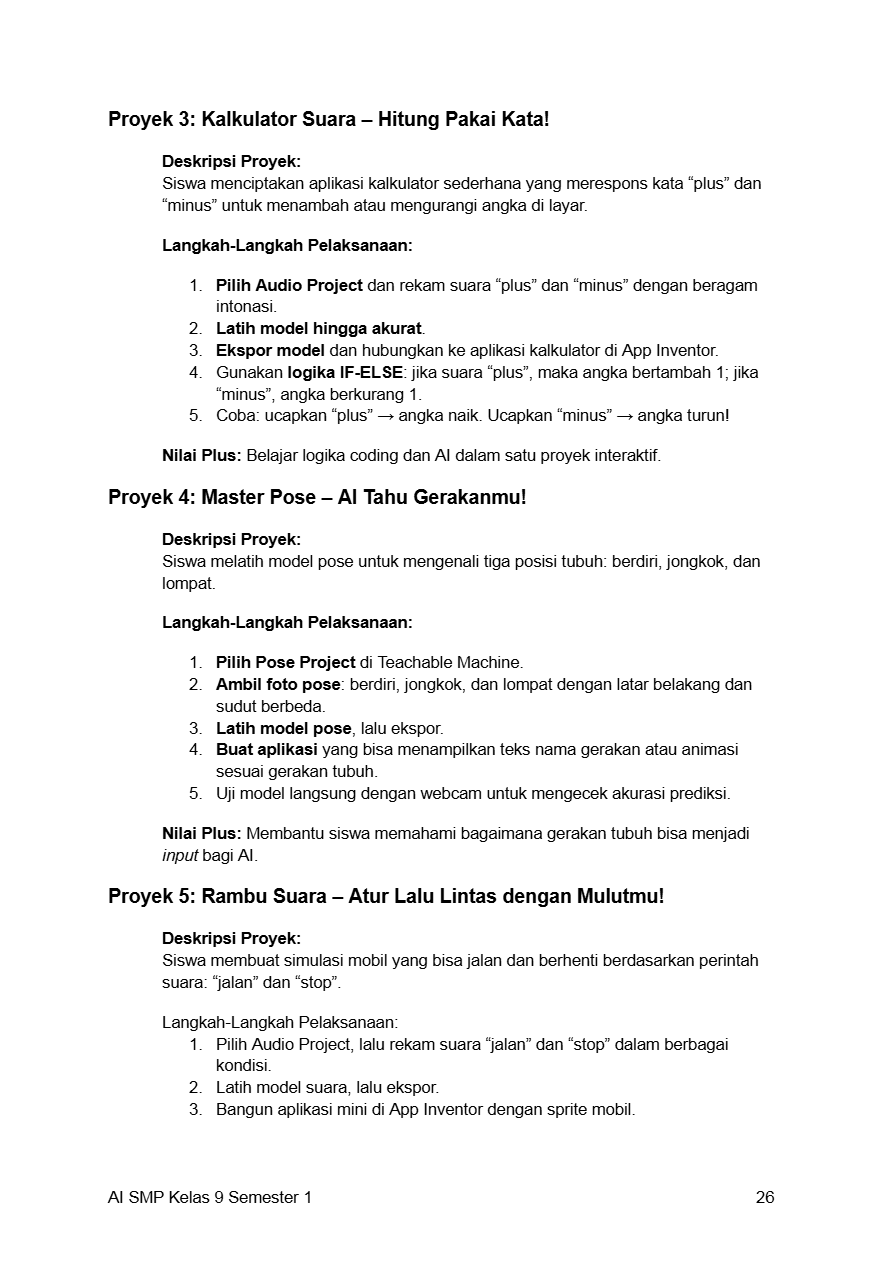 Proyek 3: Kalkulator Suara – Hitung Pakai Kata!
Deskripsi Proyek:
Siswa menciptakan aplikasi kalkulator sederhana yang merespons kata “plus” dan
“minus” untuk menambah atau mengurangi angka di layar.
Langkah-Langkah Pelaksanaan:
1. Pilih Audio Project dan rekam suara “plus” dan “minus” dengan beragam
intonasi.
2. Latih model hingga akurat.
3. Ekspor model dan hubungkan ke aplikasi kalkulator di App Inventor.
4. Gunakan logika IF-ELSE: jika suara “plus”, maka angka bertambah 1; jika
“minus”, angka berkurang 1.
5. Coba: ucapkan “plus” → angka naik. Ucapkan “minus” → angka turun!
Nilai Plus: Belajar logika coding dan AI dalam satu proyek interaktif.
Proyek 4: Master Pose – AI Tahu Gerakanmu!
Deskripsi Proyek:
Siswa melatih model pose untuk mengenali tiga posisi tubuh: berdiri, jongkok, dan
lompat.
Langkah-Langkah Pelaksanaan:
1. Pilih Pose Project di Teachable Machine.
2. Ambil foto pose: berdiri, jongkok, dan lompat dengan latar belakang dan
sudut berbeda.
3. Latih model pose, lalu ekspor.
4. Buat aplikasi yang bisa menampilkan teks nama gerakan atau animasi
sesuai gerakan tubuh.
5. Uji model langsung dengan webcam untuk mengecek akurasi prediksi.
Nilai Plus: Membantu siswa memahami bagaimana gerakan tubuh bisa menjadi
input bagi AI.
Proyek 5: Rambu Suara – Atur Lalu Lintas dengan Mulutmu!
Deskripsi Proyek:
Siswa membuat simulasi mobil yang bisa jalan dan berhenti berdasarkan perintah
suara: “jalan” dan “stop”.
Langkah-Langkah Pelaksanaan:
1. Pilih Audio Project, lalu rekam suara “jalan” dan “stop” dalam berbagai
kondisi.
2. Latih model suara, lalu ekspor.
3. Bangun aplikasi mini di App Inventor dengan sprite mobil.
AI SMP Kelas 9 Semester 1 26